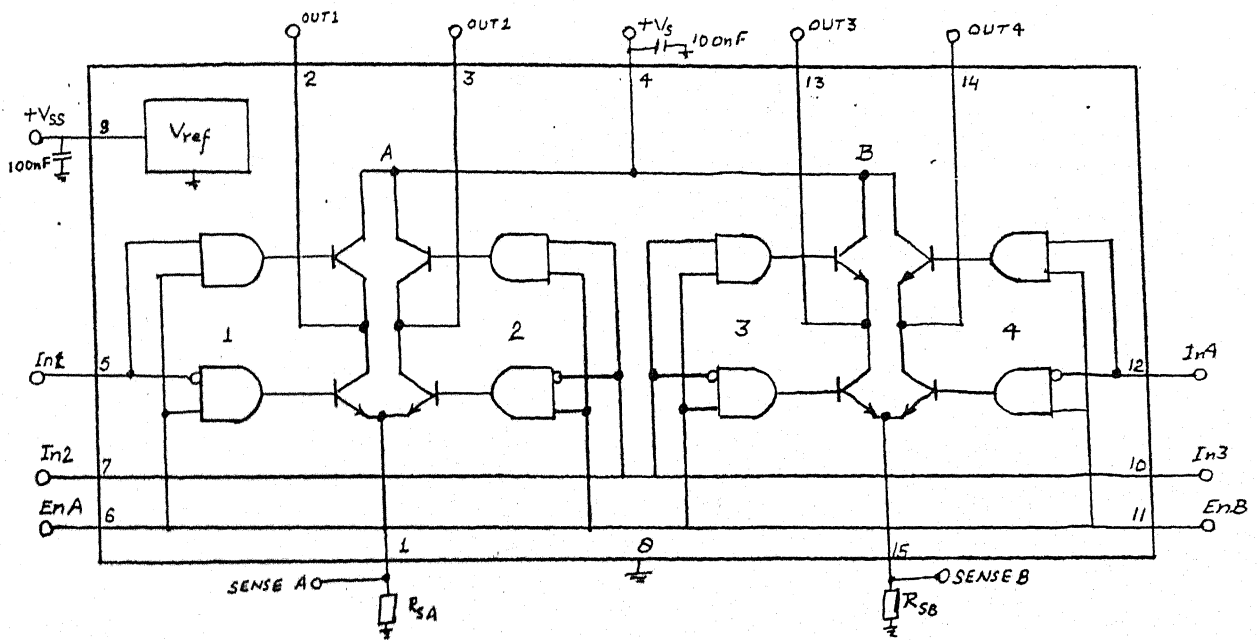 OUT1
OUT2
+Vs
100nF
OUT3
OUT4
2
3
4
13
14
+Vss
9
Vref
100nF
A
B
1
2
3
4
In1
5
12
InA
In2
7
10
In3
EnA
6
11
EnB
1
8
15
SENSE A
RSA
SENSE B
RSB